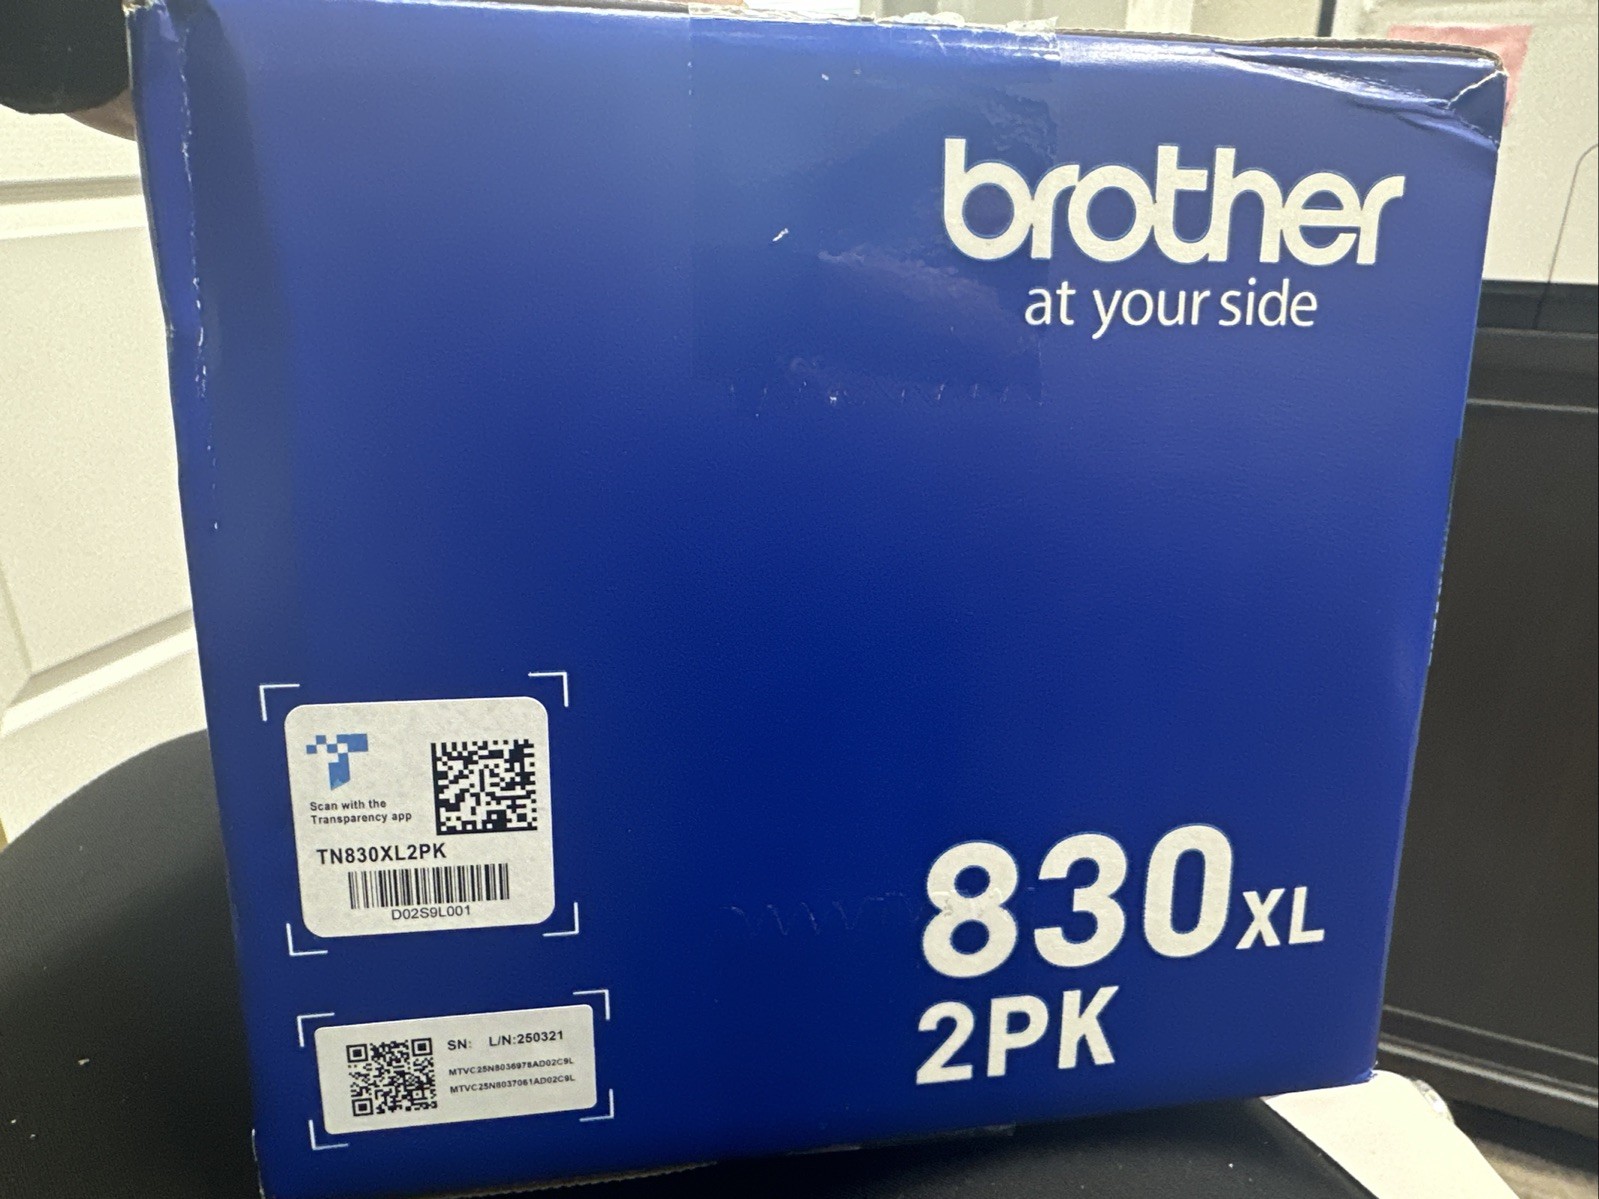 brother
at your side
Scan with the
Transparency app
TN830XL2PK
D02S9L001
830XL
2PK
SN: L/N:250321
MTVC25N8036978AD02C9L
MTVC25N8037061AD02C9L